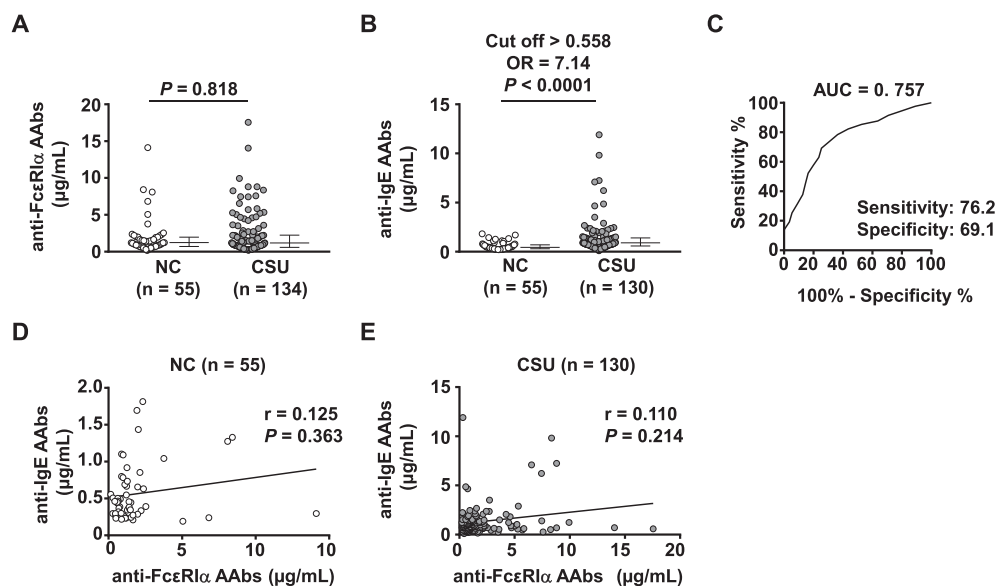 A
P = 0.818
anti-FcεRIα AAbs
(µg/mL)
20
15
10
5
0
NC
(n = 55)
CSU
(n = 134)
B
Cut off > 0.558
OR = 7.14
P < 0.0001
anti-IgE AAbs
(µg/mL)
15
10
5
0
NC
(n = 55)
CSU
(n = 130)
C
AUC = 0. 757
Sensitivity %
100
80
60
40
20
0
Sensitivity: 76.2
Specificity: 69.1
0 20 40 60 80 100
100% - Specificity %
D
NC (n = 55)
anti-IgE AAbs
(µg/mL)
2.0
1.5
1.0
0.5
0
r = 0.125
P = 0.363
0 5 10 10
anti-FcεRIα AAbs (µg/mL)
E
CSU (n = 130)
anti-IgE AAbs
(µg/mL)
15
10
5
0
r = 0.110
P = 0.214
0 5 10 15 20
anti-FcεRIα AAbs (µg/mL)